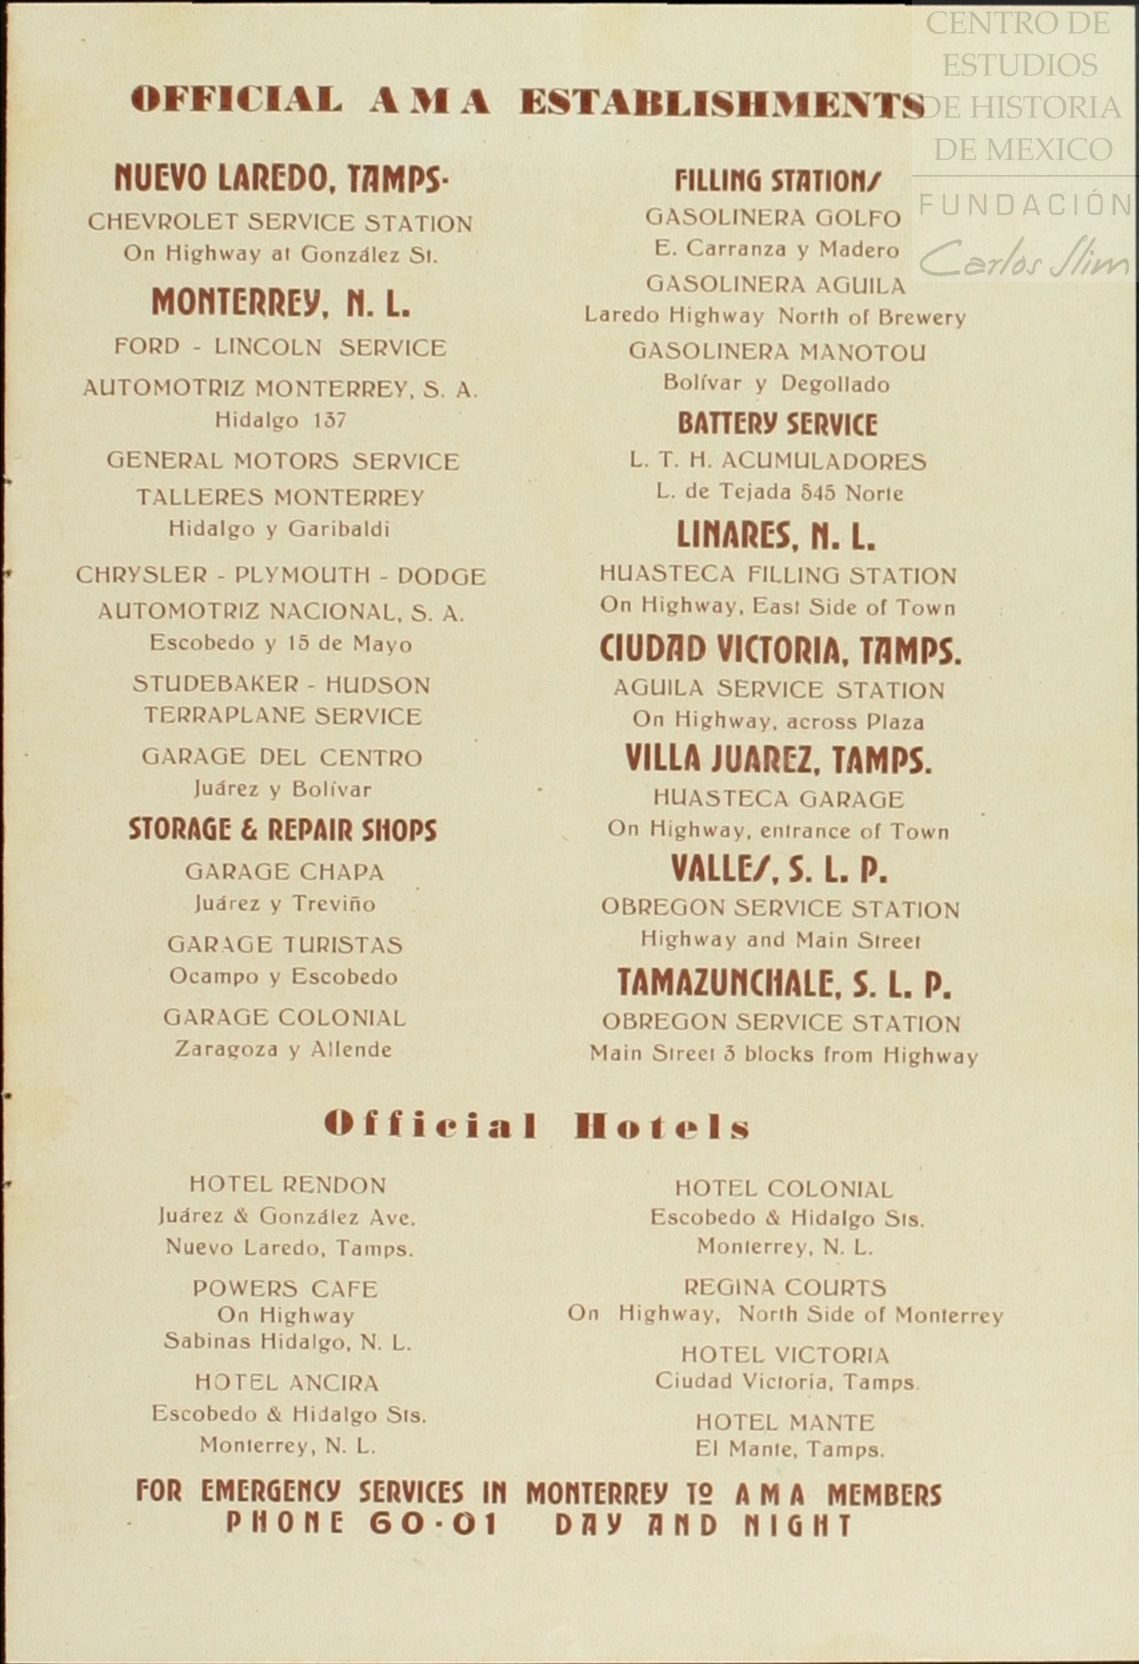 CENTRO DE
ESTUDIOS
DE HISTORIA
DE MEXICO
FUNDACIÓN
Carlos Slim
OFFICIAL AMA ESTABLISHMENTS
NUEVO LAREDO, TAMPS.
CHEVROLET SERVICE STATION
On Highway at González St.
MONTERREY, N. L.
FORD - LINCOLN SERVICE
AUTOMOTRIZ MONTERREY, S. A.
Hidalgo 137
GENERAL MOTORS SERVICE
TALLERES MONTERREY
Hidalgo y Garibaldi
CHRYSLER - PLYMOUTH - DODGE
AUTOMOTRIZ NACIONAL, S. A.
Escobedo y 15 de Mayo
STUDEBAKER - HUDSON
TERRAPLANE SERVICE
GARAGE DEL CENTRO
Juárez y Bolívar
STORAGE & REPAIR SHOPS
GARAGE CHAPA
Juárez y Treviño
GARAGE TURISTAS
Ocampo y Escobedo
GARAGE COLONIAL
Zaragoza y Allende
FILLING STATIONS
GASOLINERA GOLFO
E. Carranza y Madero
GASOLINERA AGUILA
Laredo Highway North of Brewery
GASOLINERA MANOTOU
Bolívar y Degollado
BATTERY SERVICE
L. T. H. ACUMULADORES
L. de Tejada 545 Norte
LINARES, N. L.
HUASTECA FILLING STATION
On Highway, East Side of Town
CIUDAD VICTORIA, TAMPS.
AGUILA SERVICE STATION
On Highway, across Plaza
VILLA JUAREZ, TAMPS.
HUASTECA GARAGE
On Highway, entrance of Town
VALLES, S. L. P.
OBREGON SERVICE STATION
Highway and Main Street
TAMAZUNCHALE, S. L. P.
OBREGON SERVICE STATION
Main Street 3 blocks from Highway
Official Hotels
HOTEL RENDON
Juárez & González Ave.
Nuevo Laredo, Tamps.
POWERS CAFE
On Highway
Sabinas Hidalgo, N. L.
HOTEL ANCIRA
Escobedo & Hidalgo Sts.
Monterrey, N. L.
HOTEL COLONIAL
Escobedo & Hidalgo Sts.
Monterrey, N. L.
REGINA COURTS
On Highway, North Side of Monterrey
HOTEL VICTORIA
Ciudad Victoria, Tamps.
HOTEL MANTE
El Mante, Tamps.
FOR EMERGENCY SERVICES IN MONTERREY TO AMA MEMBERS
PHONE 60-01 DAY AND NIGHT